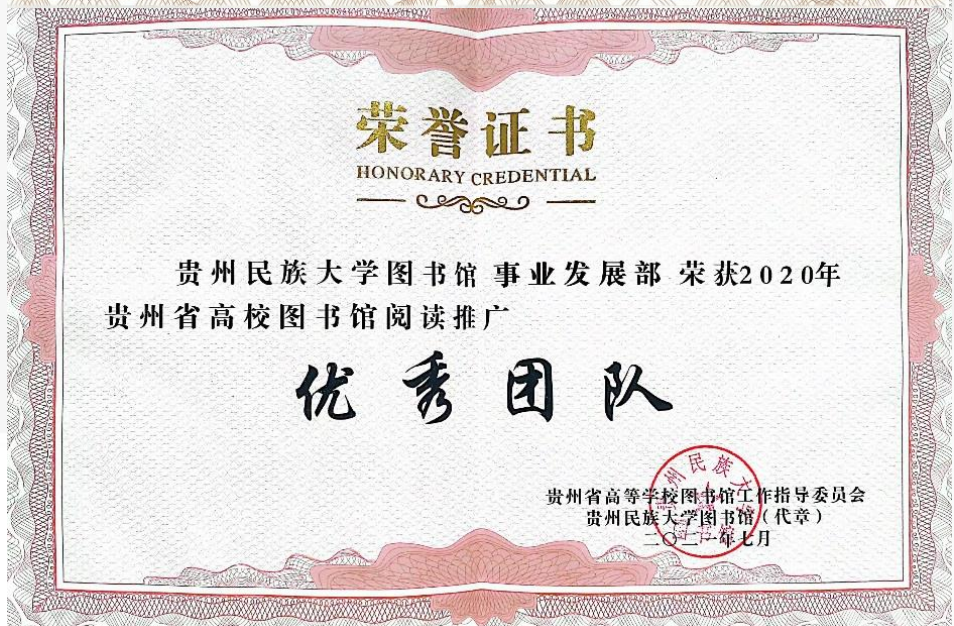 荣誉证书
HONORARY CREDENTIAL
贵州民族大学图书馆 事业发展部 荣获2020年
贵州省高校图书馆阅读推广
优秀团队
贵州省高等学校图书馆工作指导委员会
贵州民族大学图书馆（代章）
二〇二一年七月